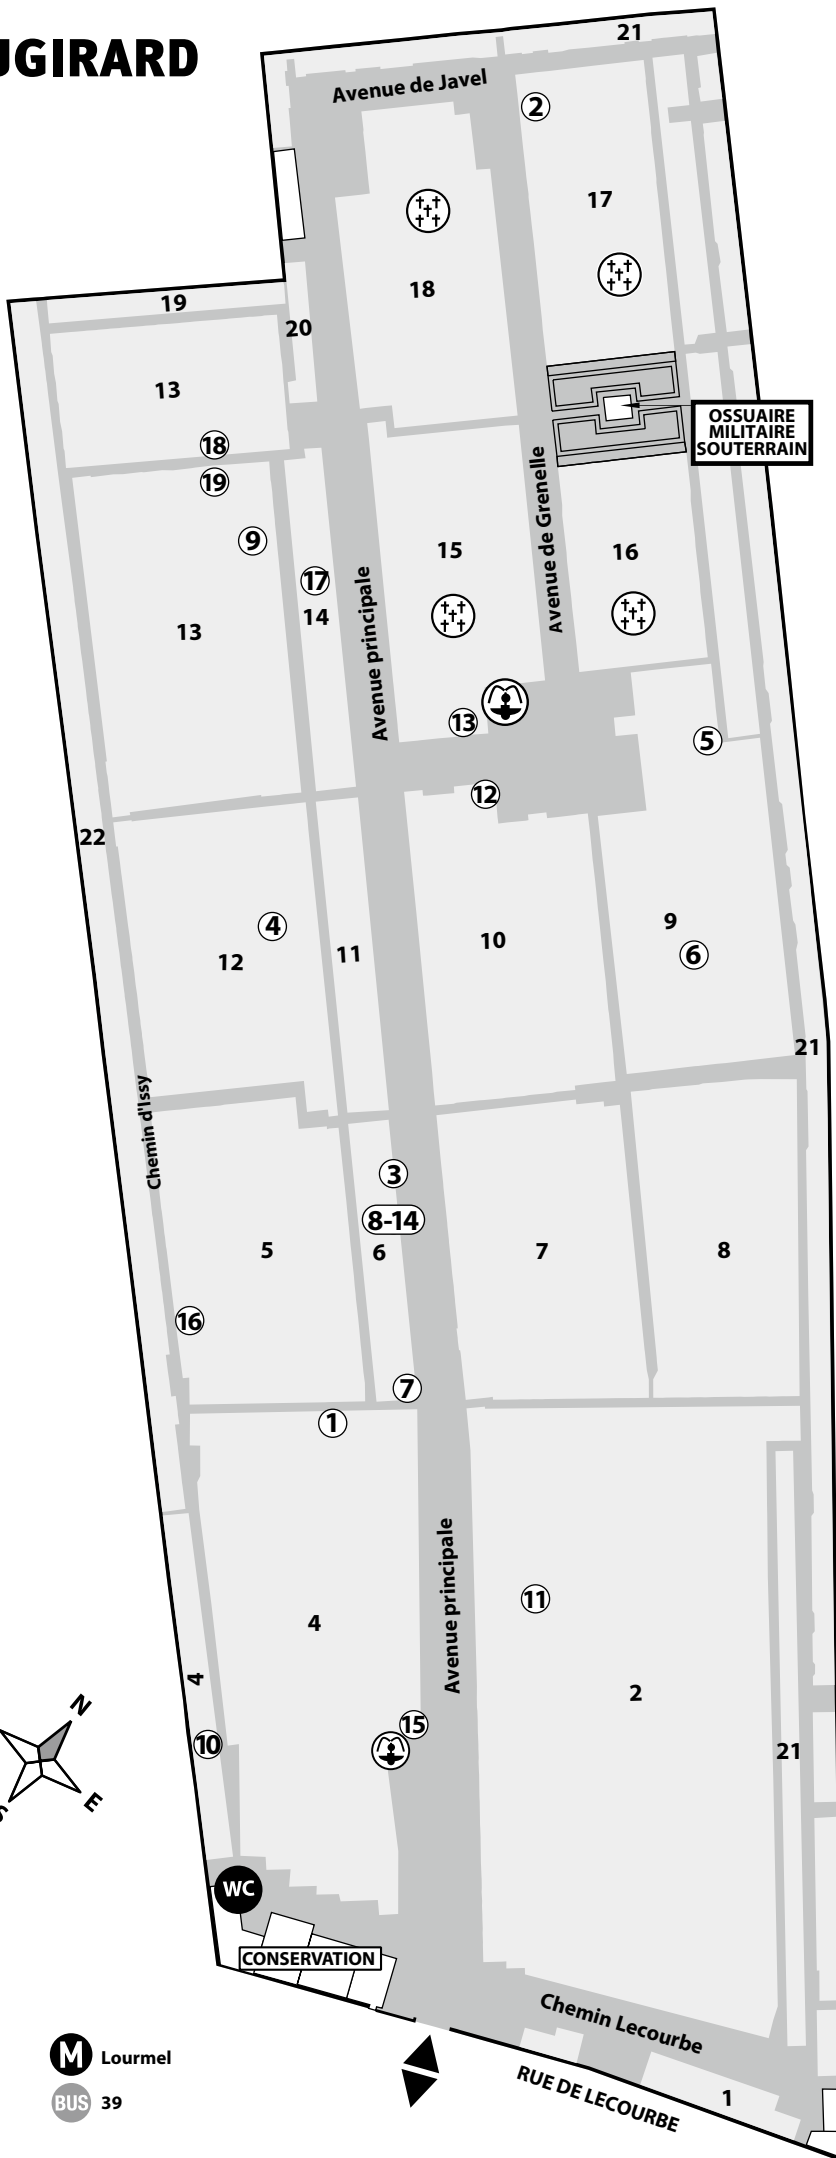 UGIRARD
21
Avenue de Javel
2
17
18
19
20
13
18
19
OSSUAIRE
MILITAIRE
SOUTERRAIN
9
15
16
Avenue de Grenelle
17
14
13
Avenue principale
13
5
12
22
4
12
11
10
9
6
21
Chemin d'Issy
3
8-14
5
6
7
8
16
7
1
11
Avenue principale
4
2
4
15
10
21
N
E
S
WC
CONSERVATION
Chemin Lecourbe
RUE DE LECOURBE
1
M Lourmel
BUS 39